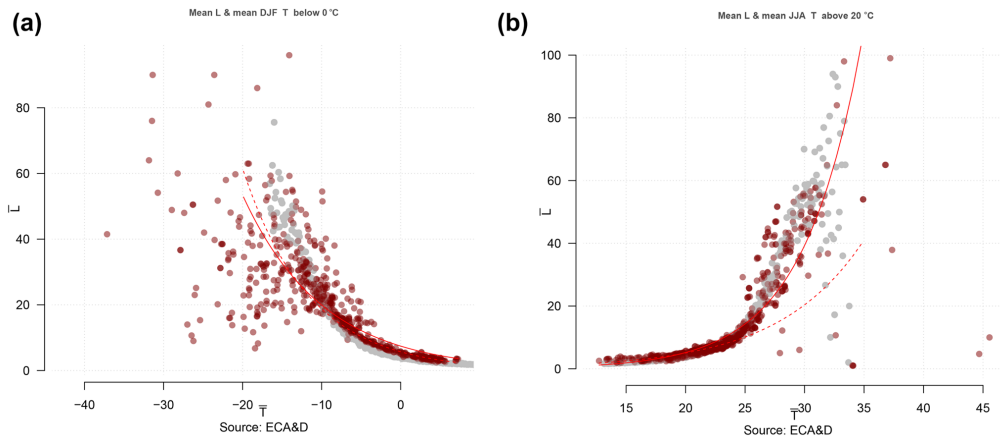 (a)
Mean L & mean DJF T below 0 °C
L
80
60
40
20
0
−40
−30
−20
−10
0
T
Source: ECA&D
(b)
Mean L & mean JJA T above 20 °C
L
100
80
60
40
20
0
15
20
25
30
35
40
45
T
Source: ECA&D